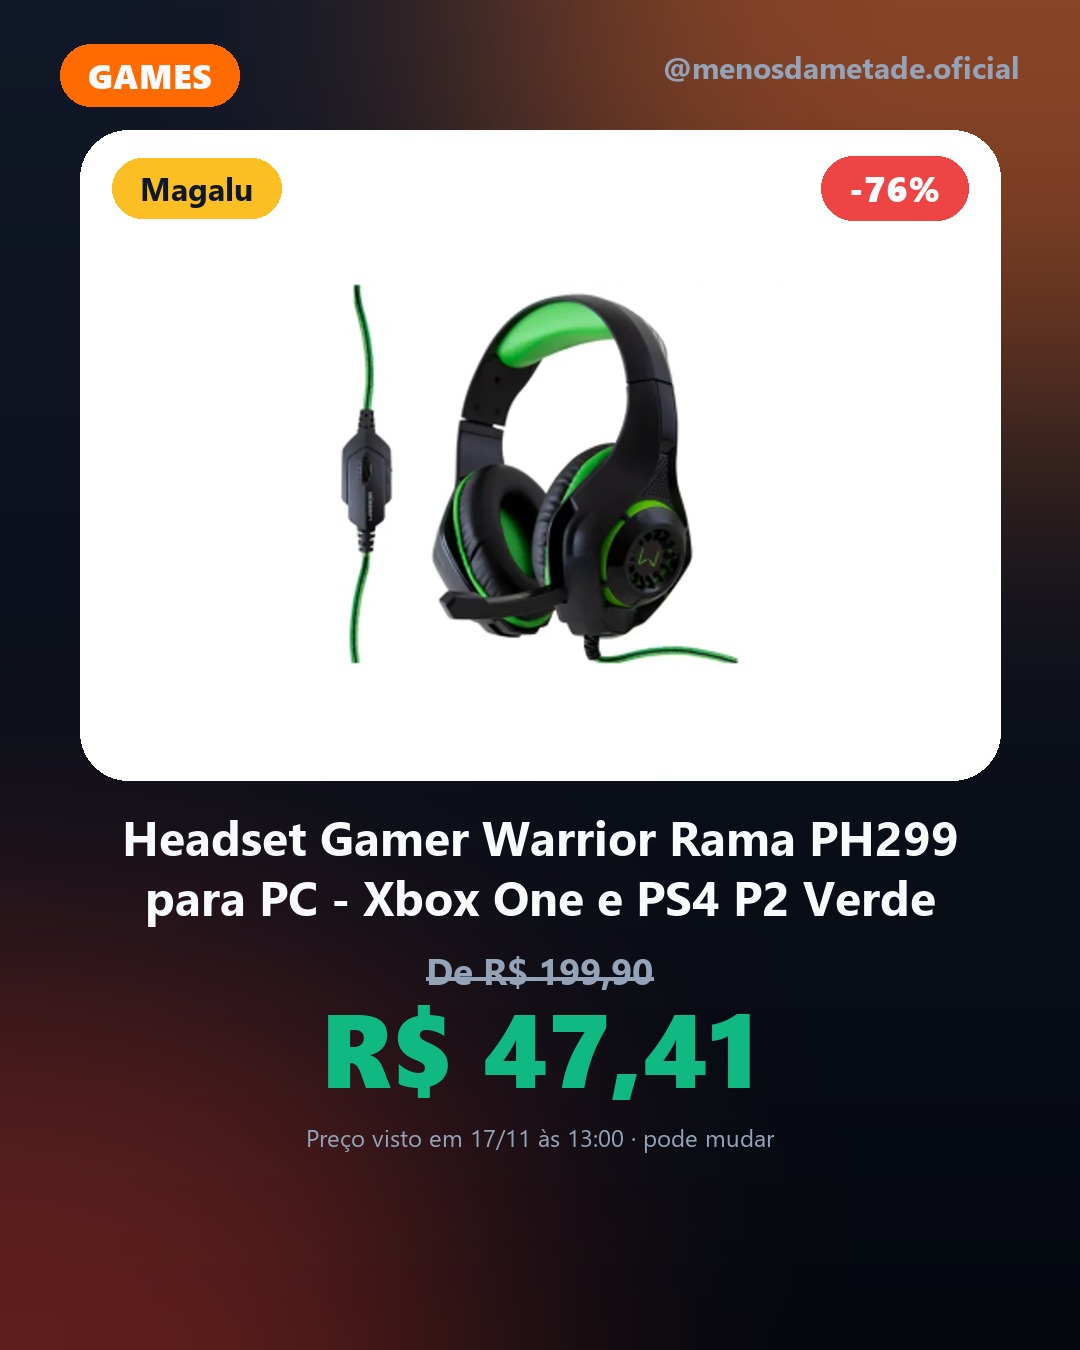 GAMES
@menosdametade.oficial
Magalu
-76%
Headset Gamer Warrior Rama PH299
para PC - Xbox One e PS4 P2 Verde
De R$ 199,90
R$ 47,41
Preço visto em 17/11 às 13:00 · pode mudar